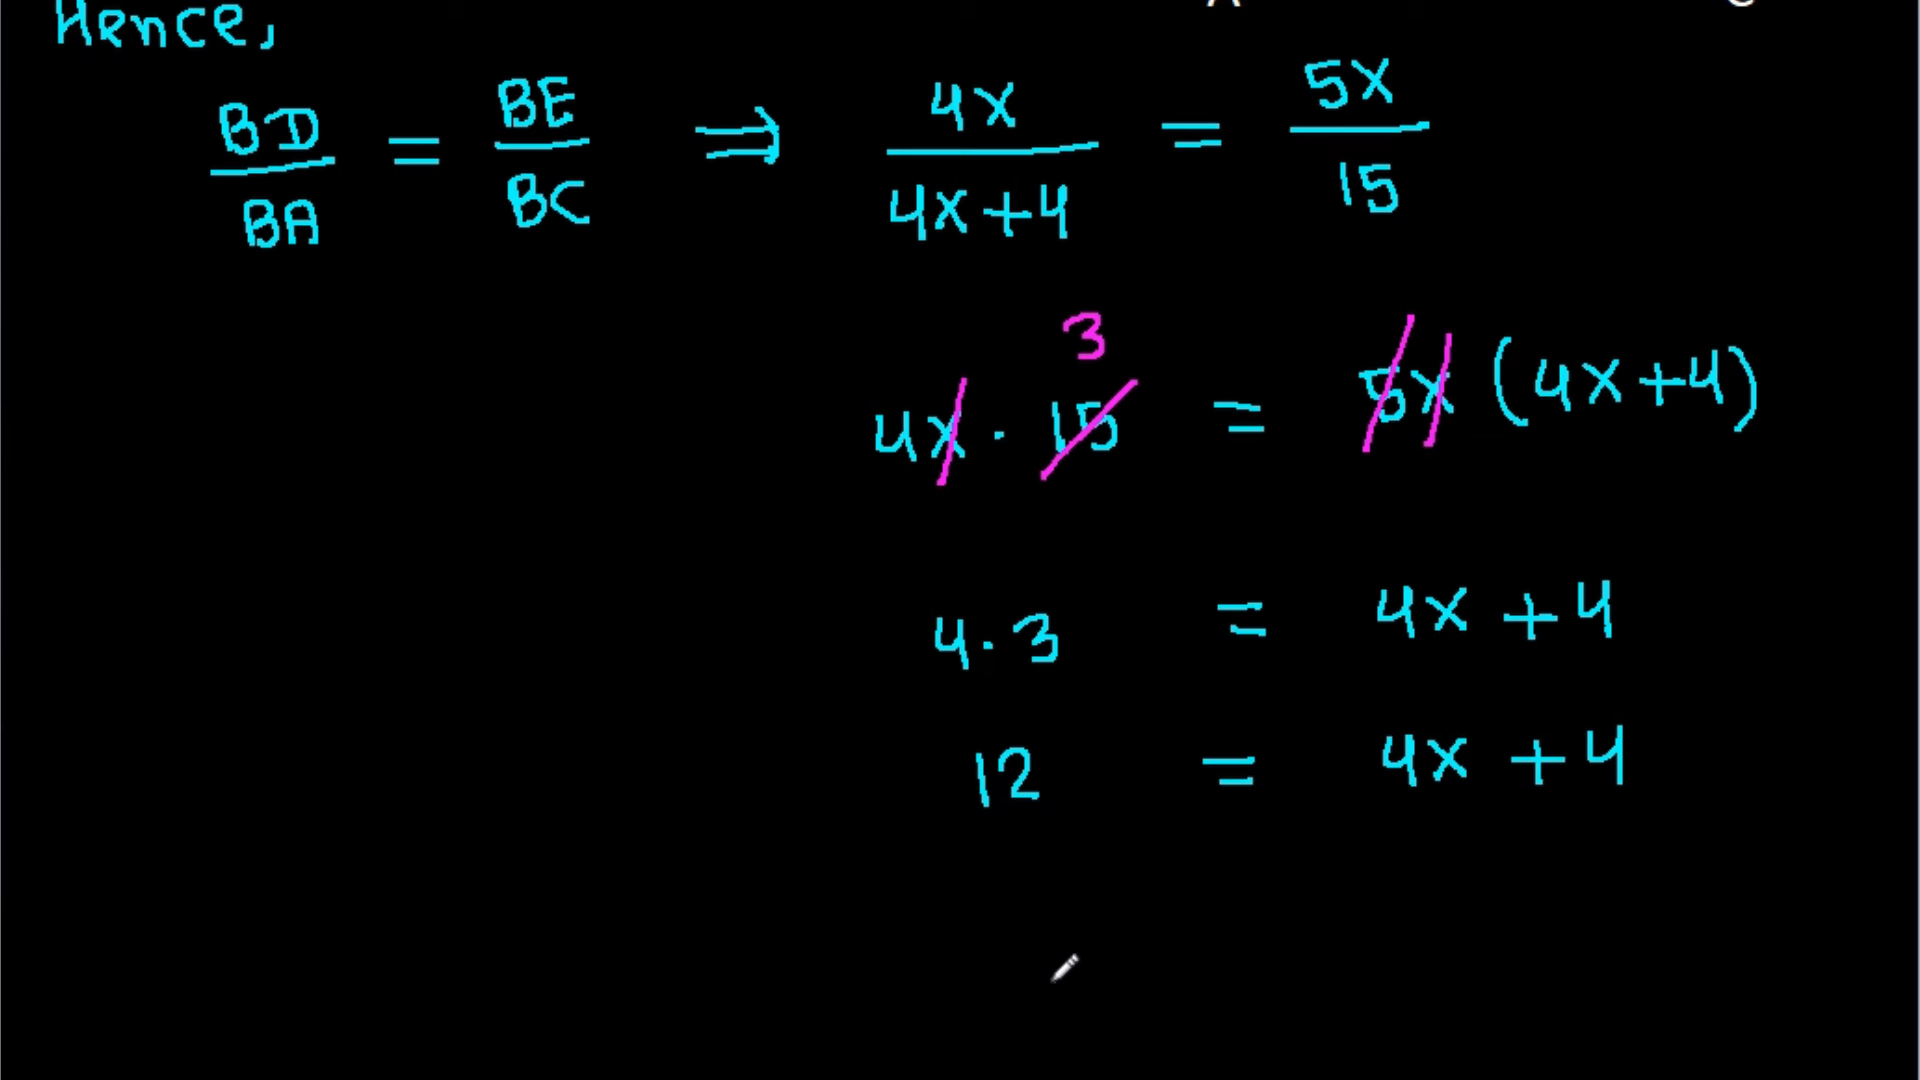 Hence,
BD/BA = BE/BC ⇒ 4x/4x+4 = 5x/15
3
4x · 15 = 5x (4x+4)
4 · 3 = 4x + 4
12 = 4x + 4